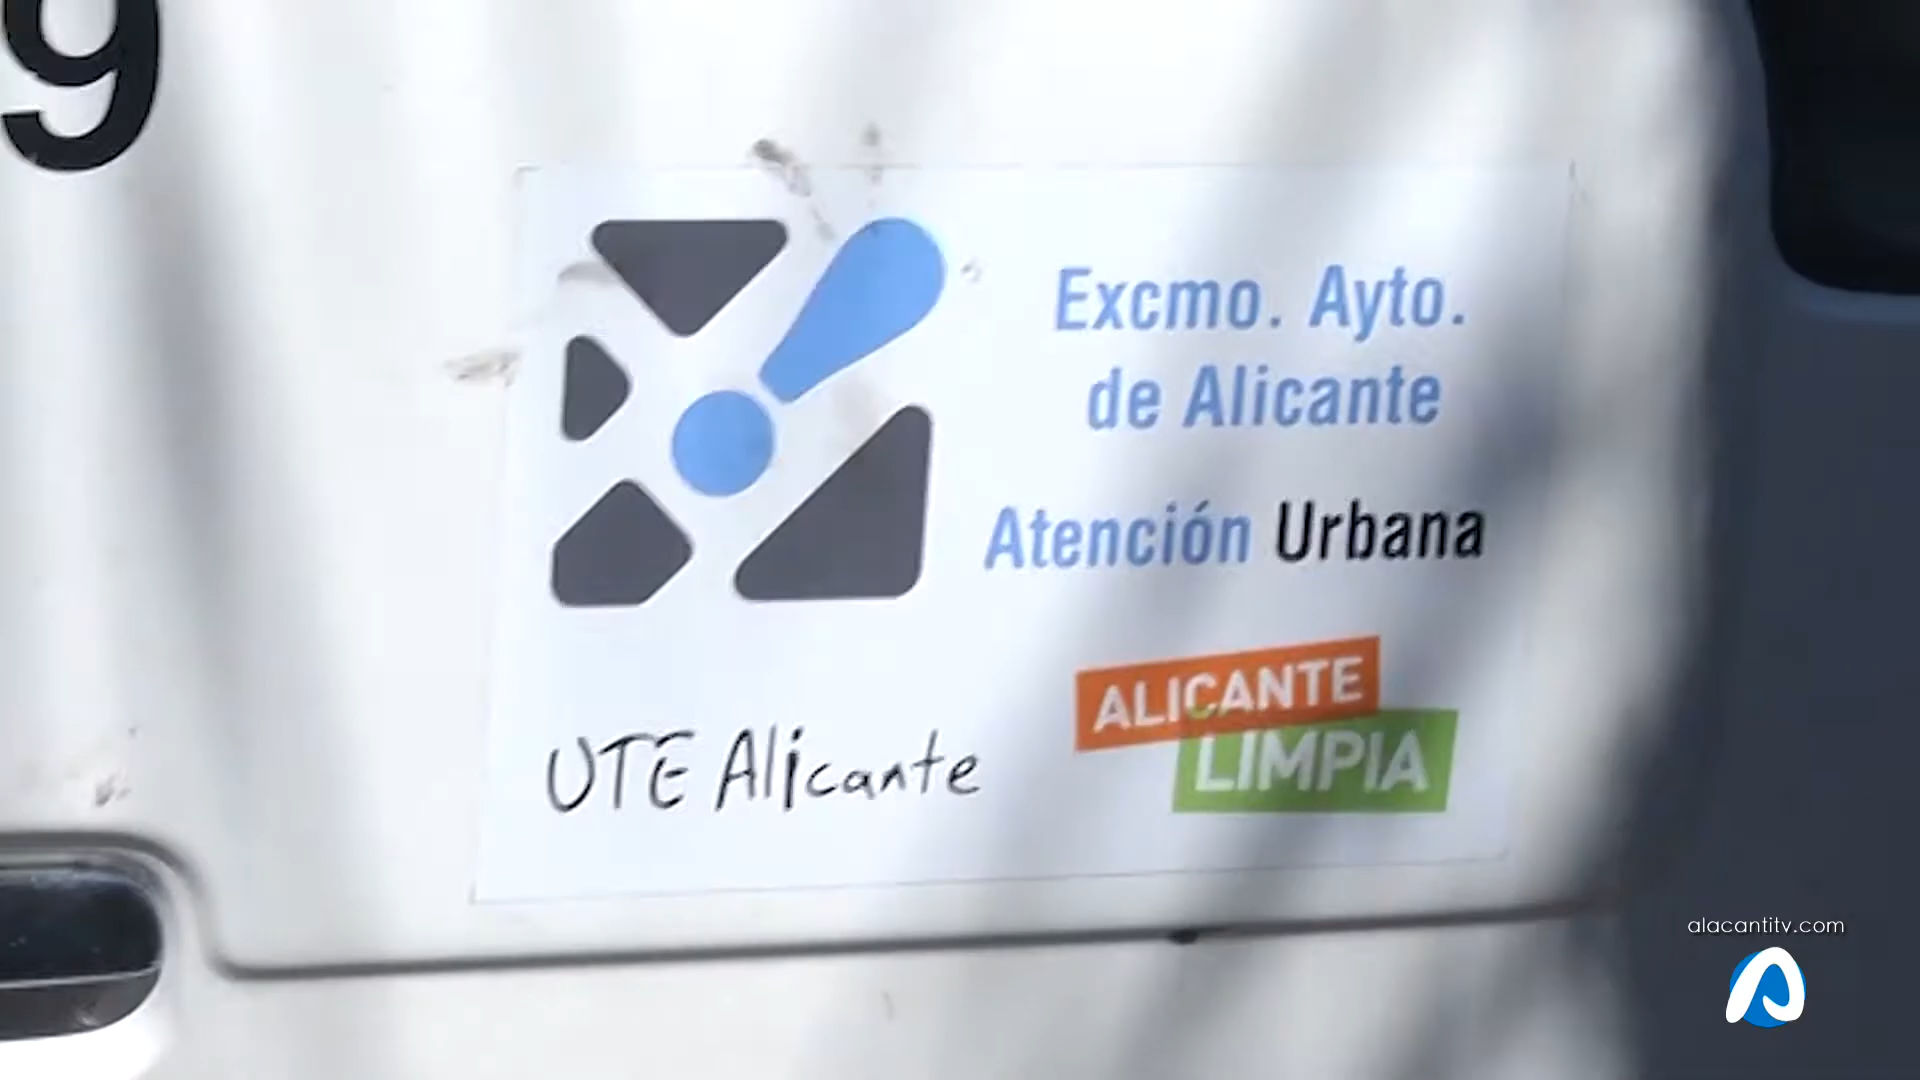 9
Excmo. Ayto.
de Alicante
Atención Urbana
ALICANTE
LIMPIA
UTE Alicante
alacantitv.com